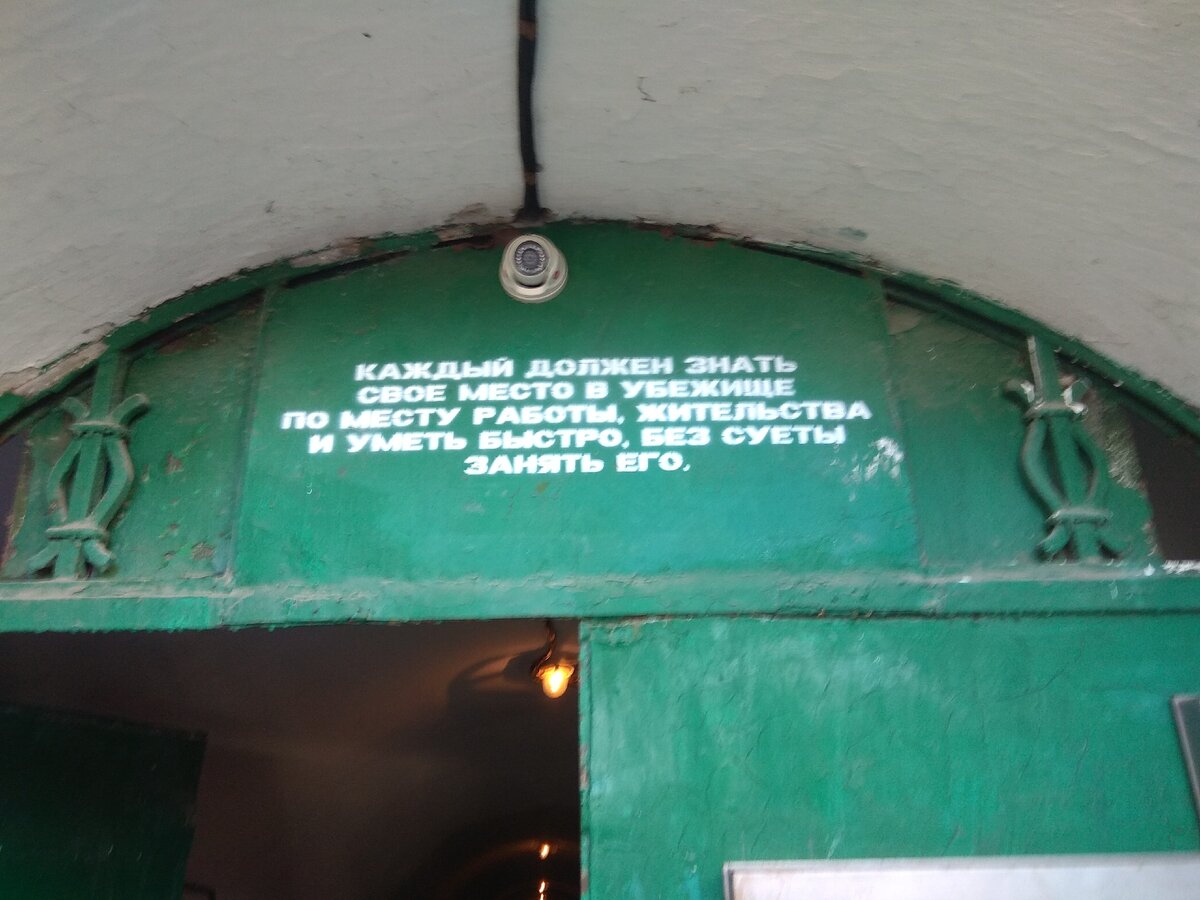 КАЖДЫЙ ДОЛЖЕН ЗНАТЬ
СВОЕ МЕСТО В УБЕЖИЩЕ
ПО МЕСТУ РАБОТЫ, ЖИТЕЛЬСТВА
И УМЕТЬ БЫСТРО, БЕЗ СУЕТЫ
ЗАНЯТЬ ЕГО.